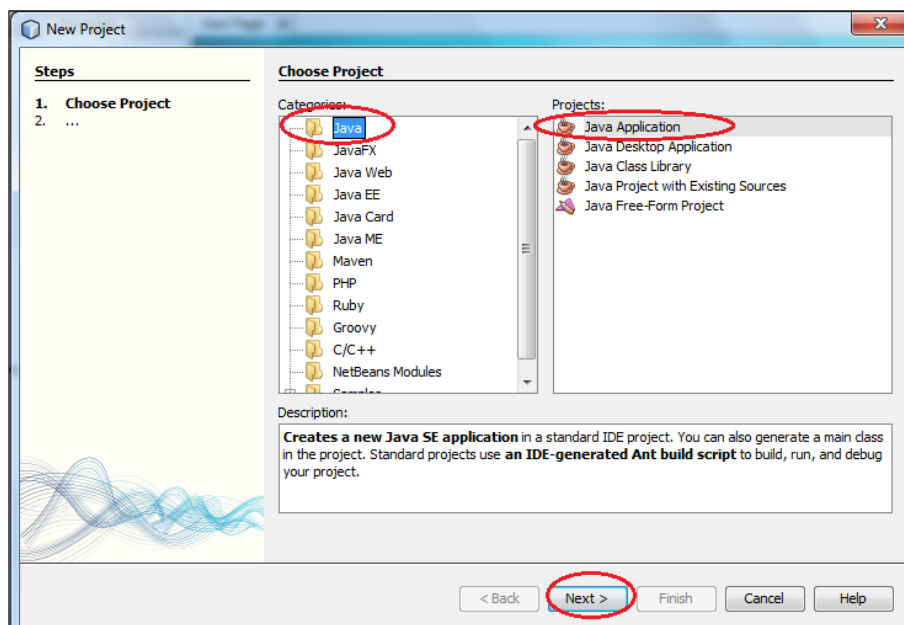 New Project
Steps
1. Choose Project
2. ...
Choose Project
Categories:
Java
JavaFX
Java Web
Java EE
Java Card
Java ME
Maven
PHP
Ruby
Groovy
C/C++
NetBeans Modules
Samples
Projects:
Java Application
Java Desktop Application
Java Class Library
Java Project with Existing Sources
Java Free-Form Project
Description:
Creates a new Java SE application in a standard IDE project. You can also generate a main class
in the project. Standard projects use an IDE-generated Ant build script to build, run, and debug
your project.
< Back
Next >
Finish
Cancel
Help